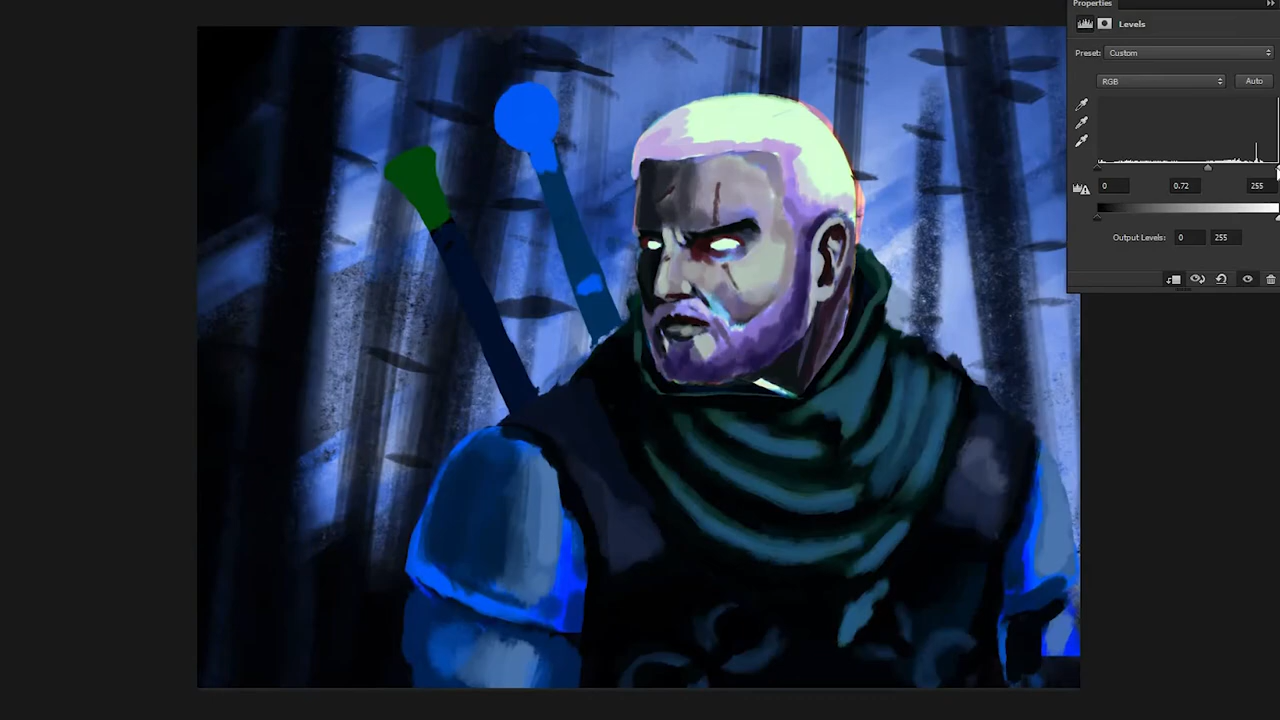 Properties
Levels
Preset: Custom
RGB Auto
0 0.72 255
Output Levels: 0 255